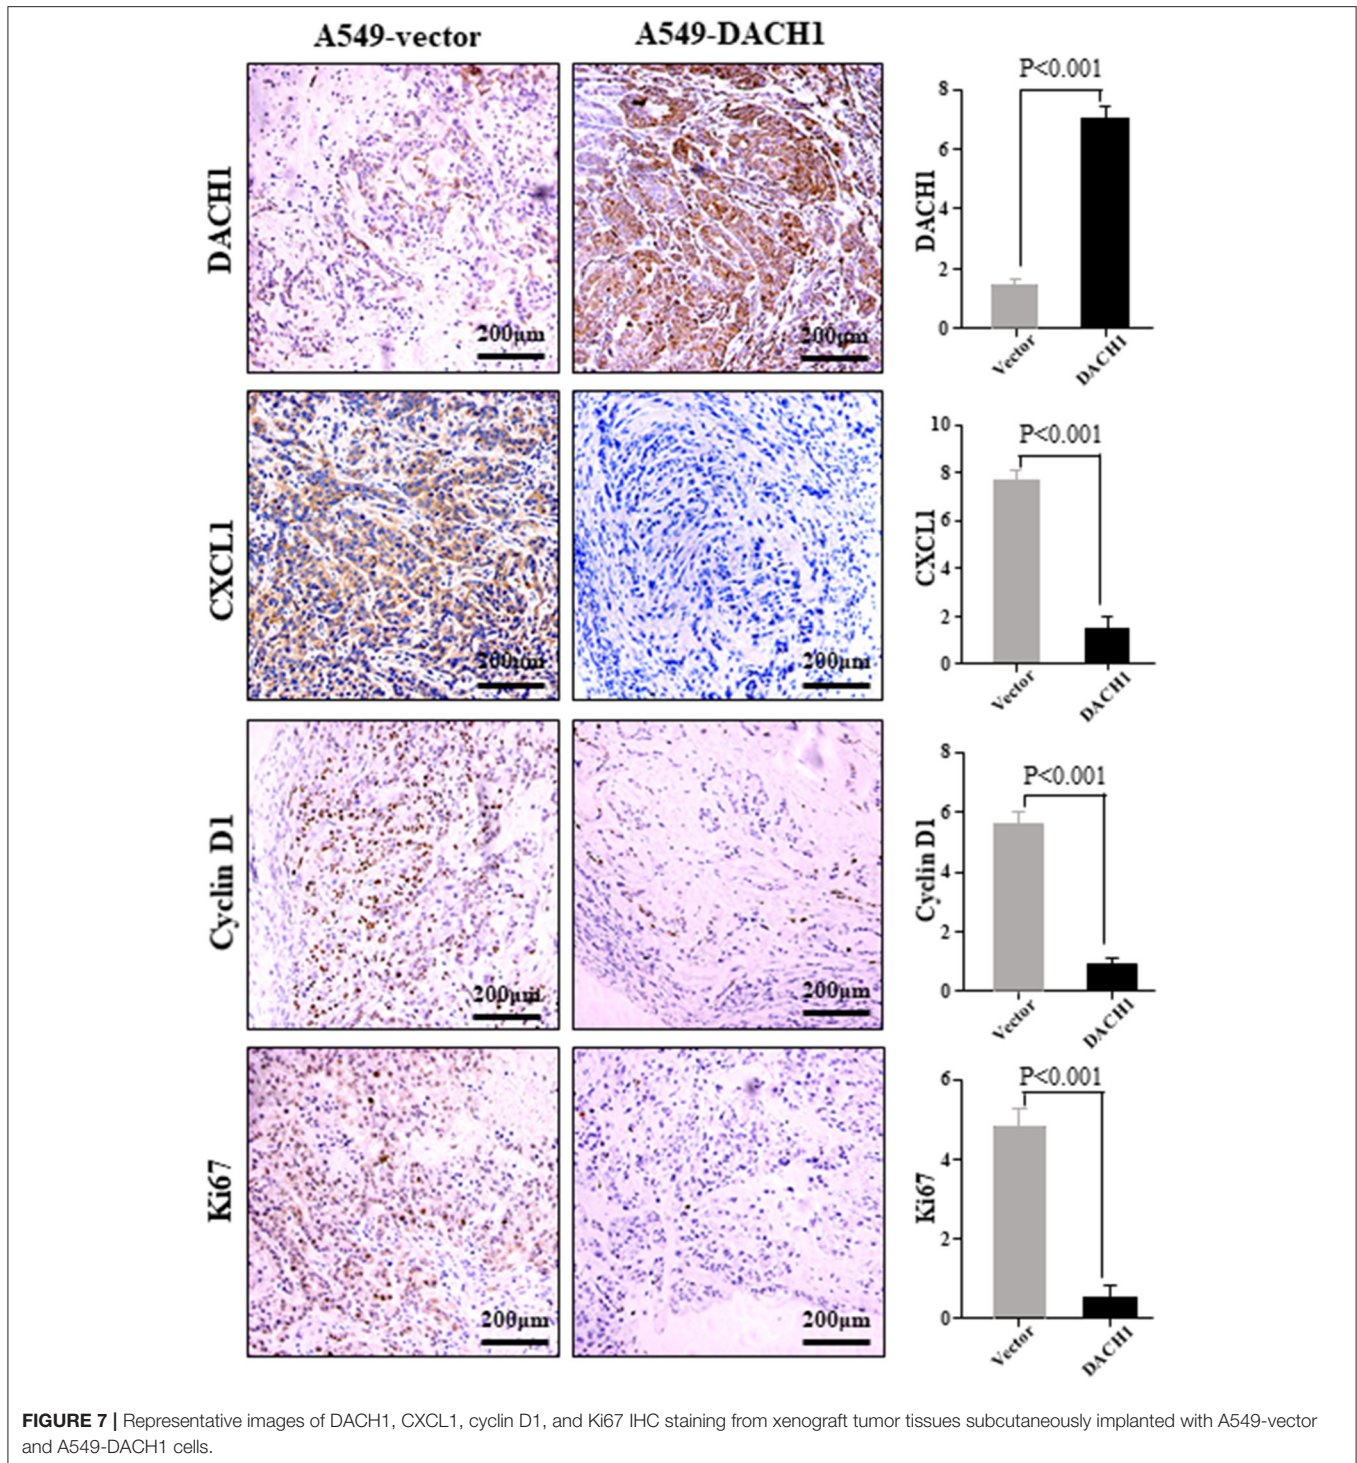 A549-vector
A549-DACH1
DACH1
200µm
200µm
DACH1
8
6
4
2
0
P<0.001
Vector
DACH1
CXCL1
200µm
200µm
CXCL1
10
8
6
4
2
0
P<0.001
Vector
DACH1
Cyclin D1
200µm
200µm
Cyclin D1
8
6
4
2
0
P<0.001
Vector
DACH1
Ki67
200µm
200µm
Ki67
6
4
2
0
P<0.001
Vector
DACH1
FIGURE 7 | Representative images of DACH1, CXCL1, cyclin D1, and Ki67 IHC staining from xenograft tumor tissues subcutaneously implanted with A549-vector
and A549-DACH1 cells.